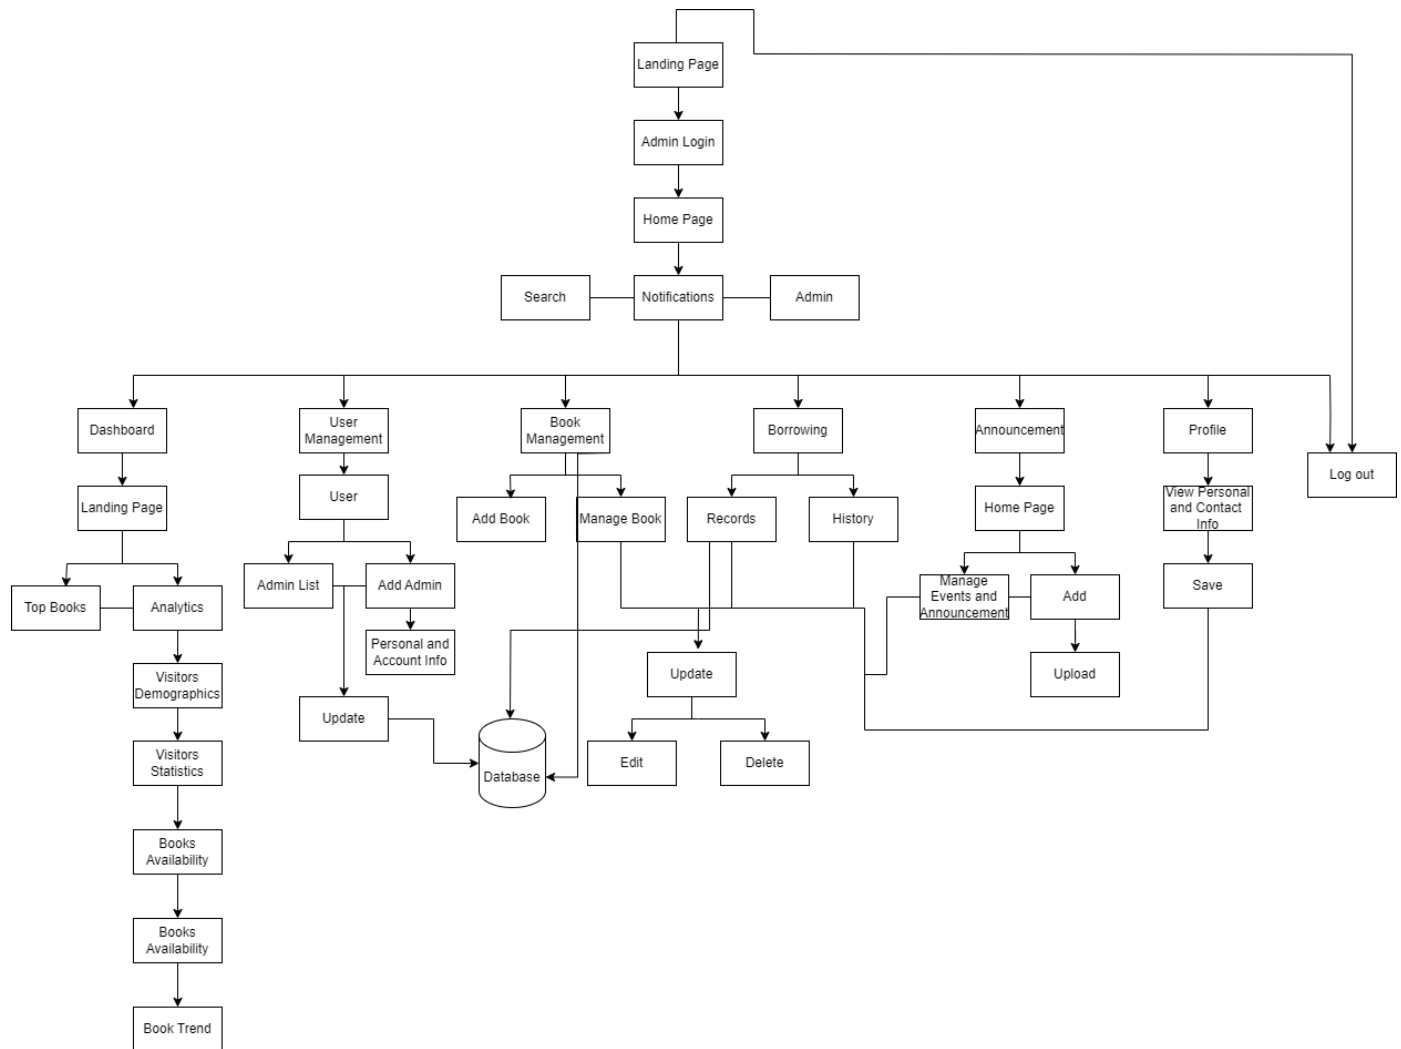 Landing Page
Admin Login
Home Page
Search
Notifications
Admin
Dashboard
User
Management
Book
Management
Borrowing
Announcement
Profile
Log out
Landing Page
User
Add Book
Manage Book
Records
History
Home Page
View Personal
and Contact
Info
Admin List
Add Admin
Manage
Events and
Announcement
Add
Save
Top Books
Analytics
Personal and
Account Info
Update
Upload
Visitors
Demographics
Update
Visitors
Statistics
Database
Edit
Delete
Books
Availability
Books
Availability
Book Trend